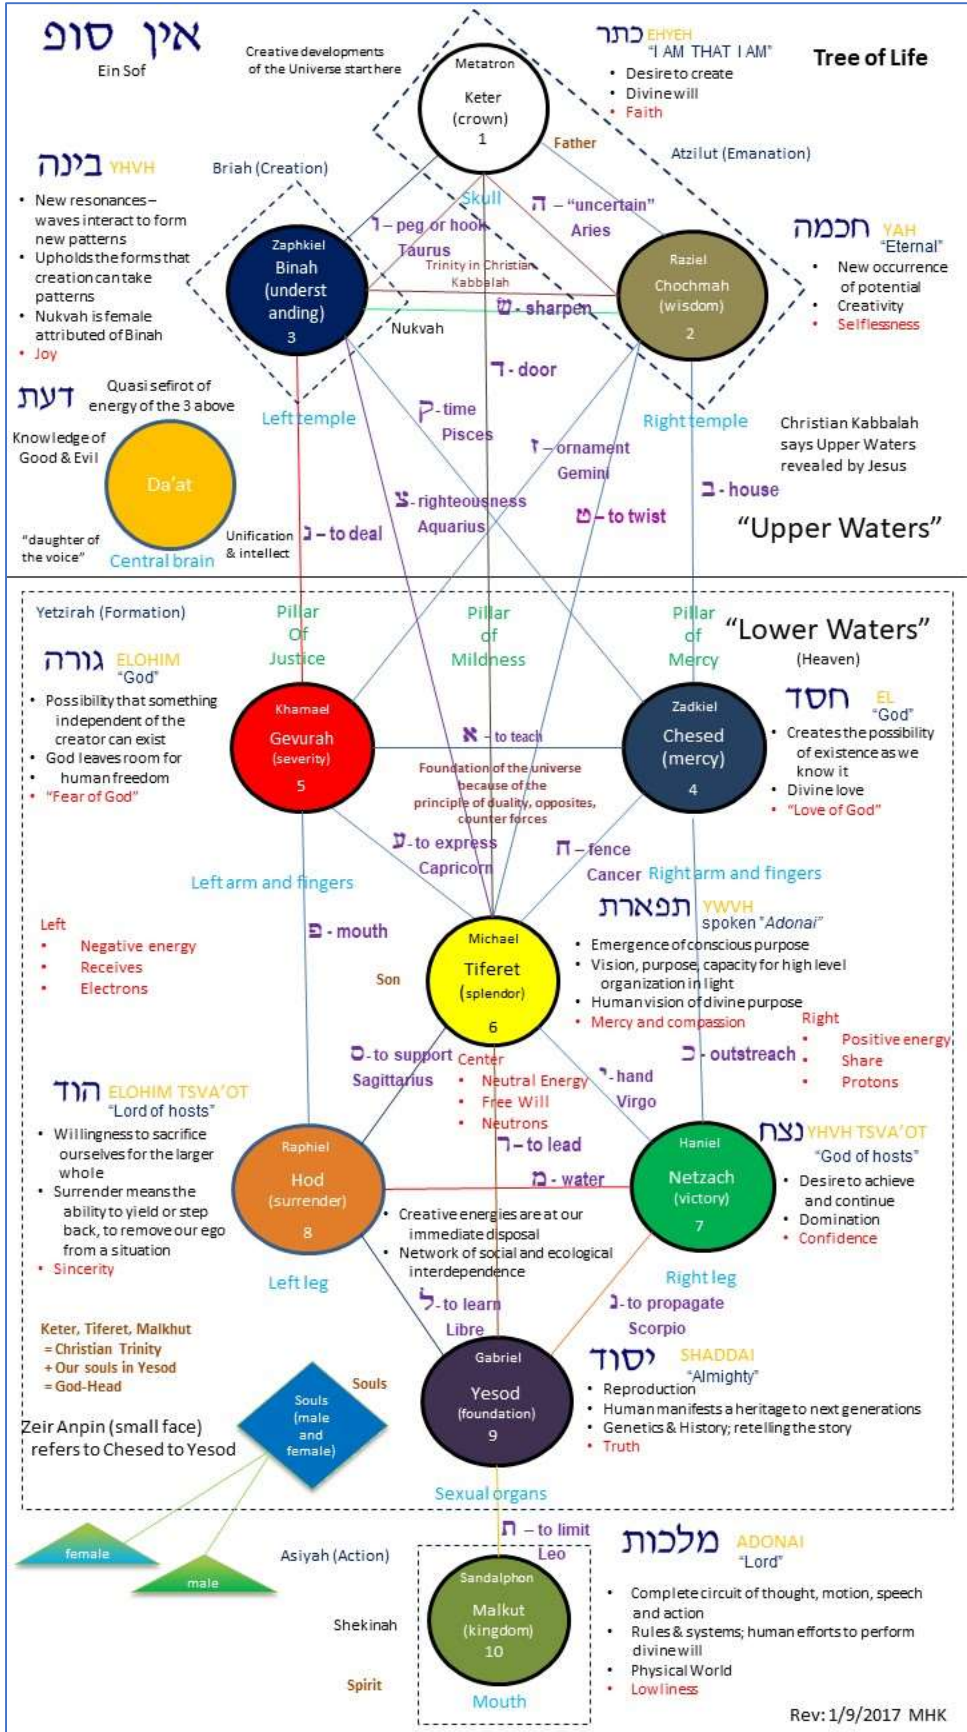 אין סופ
Ein Sof
Creative developments
of the Universe start here
Metatron
Keter
(crown)
1
כתר EHYEH
“I AM THAT I AM”
• Desire to create
• Divine will
• Faith
Tree of Life
Father
Atzilut (Emanation)
בינה YHVH
• New resonances –
waves interact to form
new patterns
• Upholds the forms that
creation can take
patterns
• Nukvah is female
attributed of Binah
• Joy
Briah (Creation)
Skull
ו – peg or hook
Taurus
ה – “uncertain”
Aries
Zaphkiel
Binah
(underst
anding)
3
Trinity in Christian
Kabbalah
Nukvah
שׂ - sharpen
Raziel
Chochmah
(wisdom)
2
חכמה YAH
“Eternal”
• New occurrence
of potential
• Creativity
• Selflessness
דעת
Quasi sefirot of
energy of the 3 above
Knowledge of
Good & Evil
Da’at
“daughter of
the voice”
Unification
& intellect
Central brain
Left temple
ד - door
ק - time
Pisces
ז – ornament
Gemini
Right temple
Christian Kabbalah
says Upper Waters
revealed by Jesus
צ - righteousness
Aquarius
ב - house
נ – to deal
ט – to twist
“Upper Waters”
Yetzirah (Formation)
Pillar
Of
Justice
Pillar
of
Mildness
Pillar
of
Mercy
“Lower Waters”
(Heaven)
גורה ELOHIM
“God”
• Possibility that something
independent of the
creator can exist
• God leaves room for
• human freedom
• “Fear of God”
Khamael
Gevurah
(severity)
5
א – to teach
Foundation of the universe
because of the
principle of duality, opposites,
counter forces
Zadkiel
Chesed
(mercy)
4
חסד EL
“God”
• Creates the possibility
of existence as we
know it
• Divine love
• “Love of God”
ע - to express
Capricorn
ח – fence
Cancer
Left arm and fingers
Right arm and fingers
Left
• Negative energy
• Receives
• Electrons
פ - mouth
Son
Michael
Tiferet
(splendor)
6
תפארת YWVH
spoken “Adonai”
• Emergence of conscious purpose
• Vision, purpose, capacity for high level
organization in light
• Human vision of divine purpose
• Mercy and compassion
Right
• Positive energy
• Share
• Protons
ס - to support
Sagittarius
Center
• Neutral Energy
• Free Will
• Neutrons
כ - outstreach
י - hand
Virgo
הוד ELOHIM TSVA’OT
“Lord of hosts”
• Willingness to sacrifice
ourselves for the larger
whole
• Surrender means the
ability to yield or step
back, to remove our ego
from a situation
• Sincerity
Raphiel
Hod
(surrender)
8
ר – to lead
מ - water
• Creative energies are at our
immediate disposal
• Network of social and ecological
interdependence
Haniel
Netzach
(victory)
7
נצח YHVH TSVA’OT
“God of hosts”
• Desire to achieve
and continue
• Domination
• Confidence
Left leg
Right leg
ל - to learn
Libre
נ - to propagate
Scorpio
Keter, Tiferet, Malkhut
= Christian Trinity
+ Our souls in Yesod
= God-Head
Souls
Souls
(male
and
female)
Zeir Anpin (small face)
refers to Chesed to Yesod
Gabriel
Yesod
(foundation)
9
יסוד SHADDAI
“Almighty”
• Reproduction
• Human manifests a heritage to next generations
• Genetics & History; retelling the story
• Truth
Sexual organs
female
male
Asiyah (Action)
ת – to limit
Leo
Sandalphon
Malkut
(kingdom)
10
Shekinah
Spirit
Mouth
מלכות ADONAI
“Lord”
• Complete circuit of thought, motion, speech
and action
• Rules & systems; human efforts to perform
divine will
• Physical World
• Lowliness
Rev: 1/9/2017 MHK